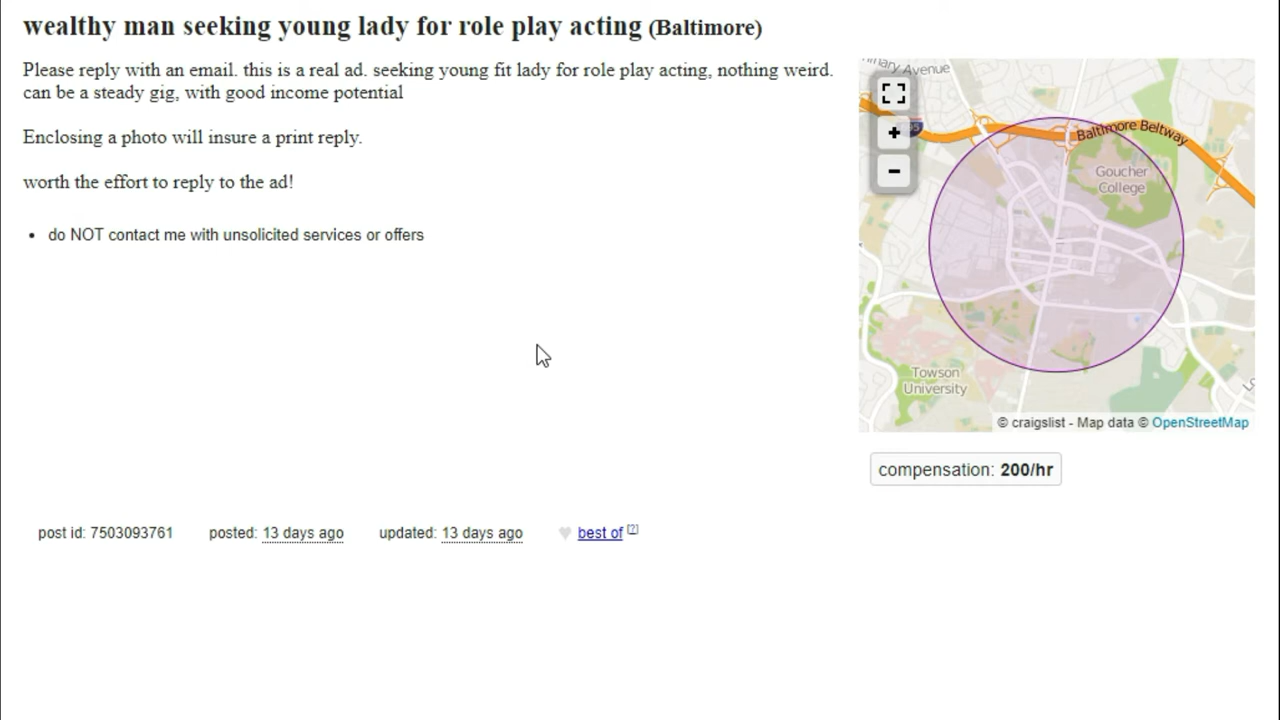 wealthy man seeking young lady for role play acting (Baltimore)
Please reply with an email. this is a real ad. seeking young fit lady for role play acting, nothing weird.
can be a steady gig, with good income potential
Enclosing a photo will insure a print reply.
worth the effort to reply to the ad!
• do NOT contact me with unsolicited services or offers
Avenue
+
−
Baltimore Beltway
Goucher
College
Towson
University
© craigslist - Map data © OpenStreetMap
compensation: 200/hr
post id: 7503093761 posted: 13 days ago updated: 13 days ago ♥ best of [?]